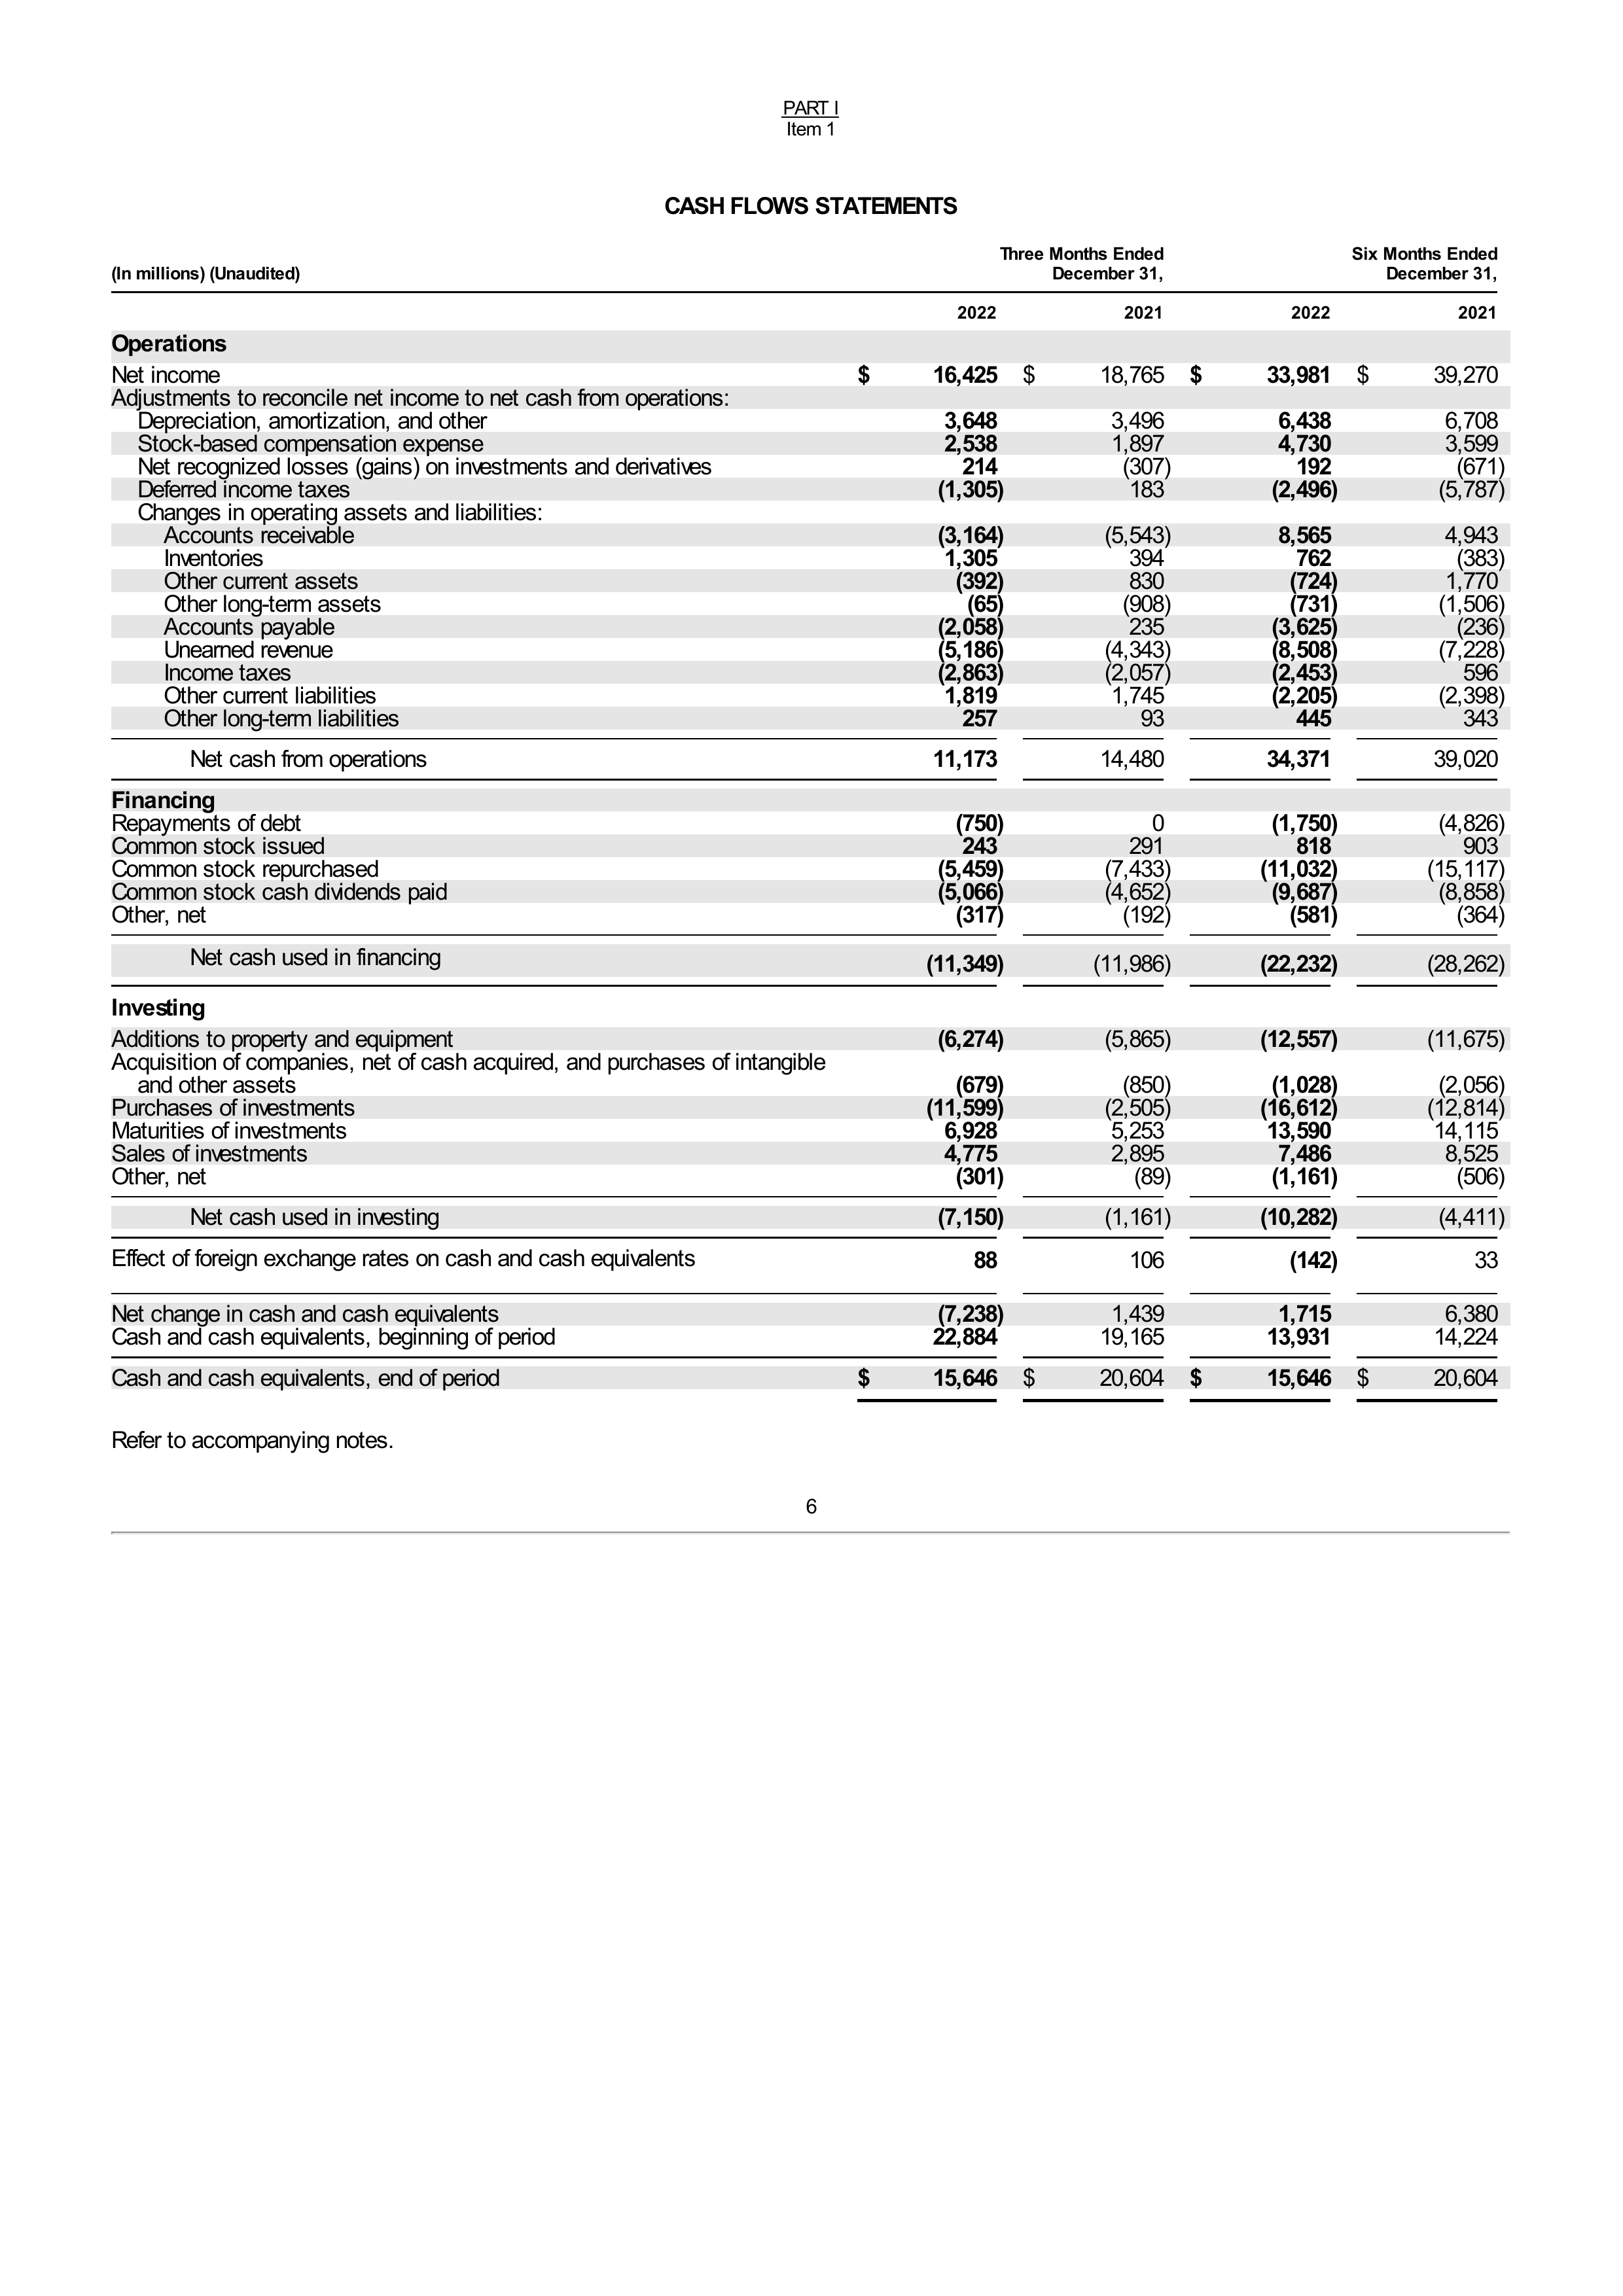 PART I
Item 1
CASH FLOWS STATEMENTS
(In millions) (Unaudited) Three Months Ended December 31, Six Months Ended December 31,
2022 2021 2022 2021
Operations
Net income $ 16,425 $ 18,765 $ 33,981 $ 39,270
Adjustments to reconcile net income to net cash from operations:
Depreciation, amortization, and other 3,648 3,496 6,438 6,708
Stock-based compensation expense 2,538 1,897 4,730 3,599
Net recognized losses (gains) on investments and derivatives 214 (307) 192 (671)
Deferred income taxes (1,305) 183 (2,496) (5,787)
Changes in operating assets and liabilities:
Accounts receivable (3,164) (5,543) 8,565 4,943
Inventories 1,305 394 762 (383)
Other current assets (392) 830 (724) 1,770
Other long-term assets (65) (908) (731) (1,506)
Accounts payable (2,058) 235 (3,625) (236)
Unearned revenue (5,186) (4,343) (8,508) (7,228)
Income taxes (2,863) (2,057) (2,453) 596
Other current liabilities 1,819 1,745 (2,205) (2,398)
Other long-term liabilities 257 93 445 343
Net cash from operations 11,173 14,480 34,371 39,020
Financing
Repayments of debt (750) 0 (1,750) (4,826)
Common stock issued 243 291 818 903
Common stock repurchased (5,459) (7,433) (11,032) (15,117)
Common stock cash dividends paid (5,066) (4,652) (9,687) (8,858)
Other, net (317) (192) (581) (364)
Net cash used in financing (11,349) (11,986) (22,232) (28,262)
Investing
Additions to property and equipment (6,274) (5,865) (12,557) (11,675)
Acquisition of companies, net of cash acquired, and purchases of intangible
and other assets (679) (850) (1,028) (2,056)
Purchases of investments (11,599) (2,505) (16,612) (12,814)
Maturities of investments 6,928 5,253 13,590 14,115
Sales of investments 4,775 2,895 7,486 8,525
Other, net (301) (89) (1,161) (506)
Net cash used in investing (7,150) (1,161) (10,282) (4,411)
Effect of foreign exchange rates on cash and cash equivalents 88 106 (142) 33
Net change in cash and cash equivalents (7,238) 1,439 1,715 6,380
Cash and cash equivalents, beginning of period 22,884 19,165 13,931 14,224
Cash and cash equivalents, end of period $ 15,646 $ 20,604 $ 15,646 $ 20,604
Refer to accompanying notes.
6